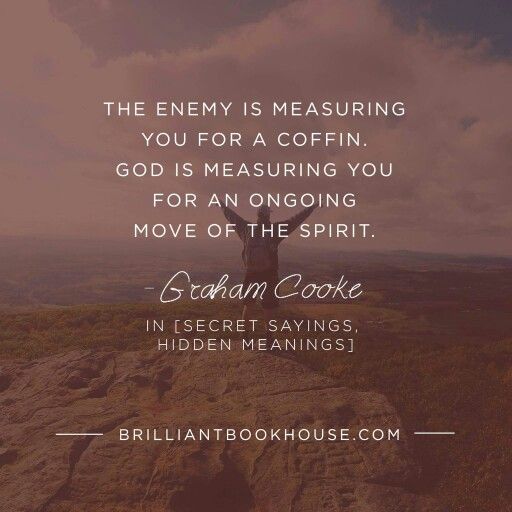 THE ENEMY IS MEASURING
YOU FOR A COFFIN.
GOD IS MEASURING YOU
FOR AN ONGOING
MOVE OF THE SPIRIT.
- Graham Cooke
IN [SECRET SAYINGS,
HIDDEN MEANINGS]
BRILLIANTBOOKHOUSE.COM